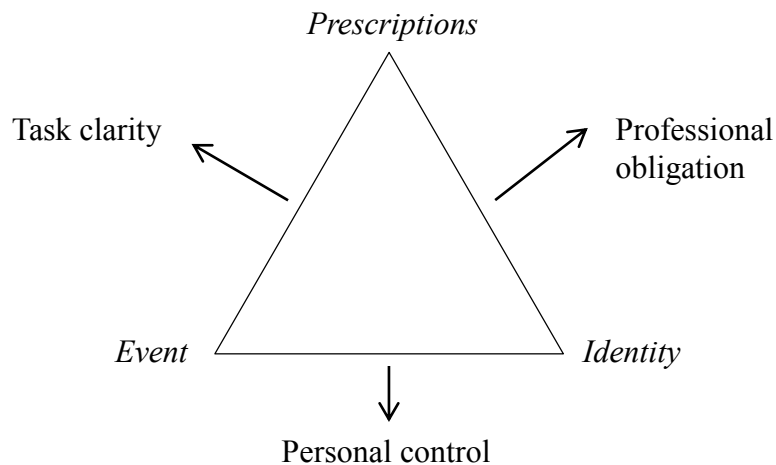 Prescriptions
Task clarity
Professional
obligation
Event
Identity
Personal control